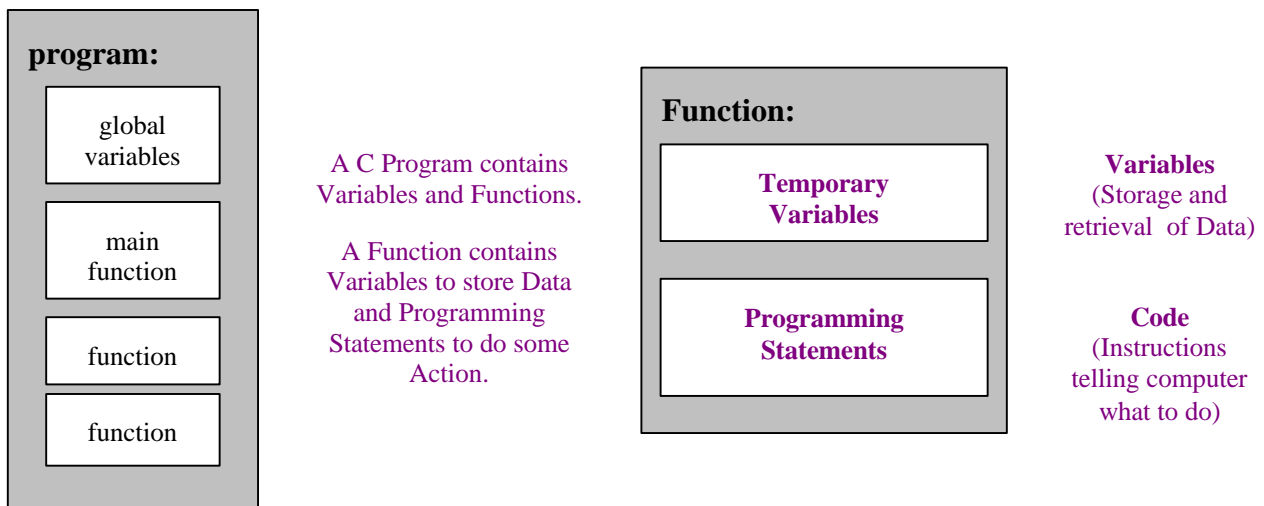 program:
global
variables
main
function
function
function
A C Program contains
Variables and Functions.
A Function contains
Variables to store Data
and Programming
Statements to do some
Action.
Function:
Temporary
Variables
Programming
Statements
Variables
(Storage and
retrieval of Data)
Code
(Instructions
telling computer
what to do)